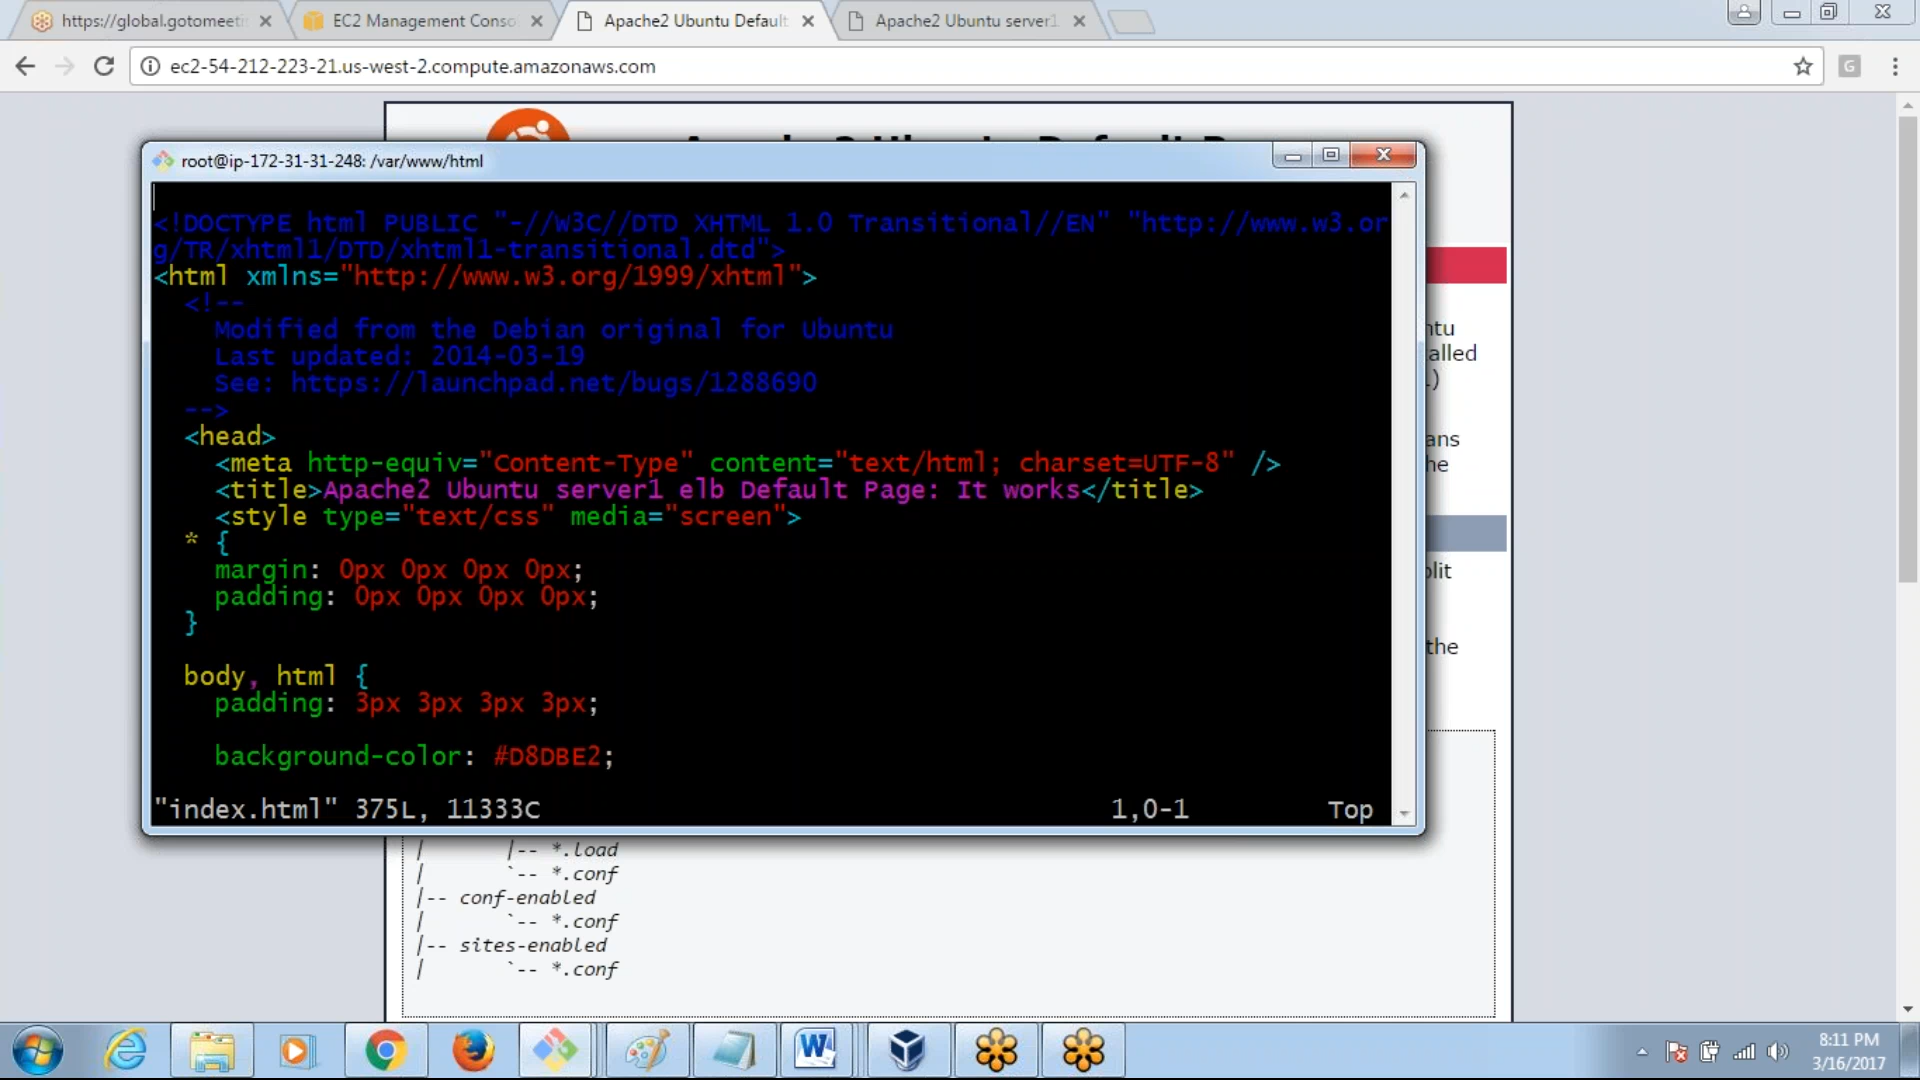 https://global.gotomeeti
EC2 Management Conso
Apache2 Ubuntu Default
Apache2 Ubuntu server1
ec2-54-212-223-21.us-west-2.compute.amazonaws.com
G
root@ip-172-31-31-248: /var/www/html
<!DOCTYPE html PUBLIC "-//W3C//DTD XHTML 1.0 Transitional//EN" "http://www.w3.or
g/TR/xhtml1/DTD/xhtml1-transitional.dtd">
<html xmlns="http://www.w3.org/1999/xhtml">
<!--
Modified from the Debian original for Ubuntu
Last updated: 2014-03-19
See: https://launchpad.net/bugs/1288690
-->
<head>
<meta http-equiv="Content-Type" content="text/html; charset=UTF-8" />
<title>Apache2 Ubuntu server1 elb Default Page: It works</title>
<style type="text/css" media="screen">
* {
margin: 0px 0px 0px 0px;
padding: 0px 0px 0px 0px;
}
body, html {
padding: 3px 3px 3px 3px;
background-color: #D8DBE2;
"index.html" 375L, 11333C 1,0-1 Top
ntu
alled
.)
ans
he
plit
the
| |-- *.load
| `-- *.conf
|-- conf-enabled
| `-- *.conf
|-- sites-enabled
| `-- *.conf
8:11 PM
3/16/2017